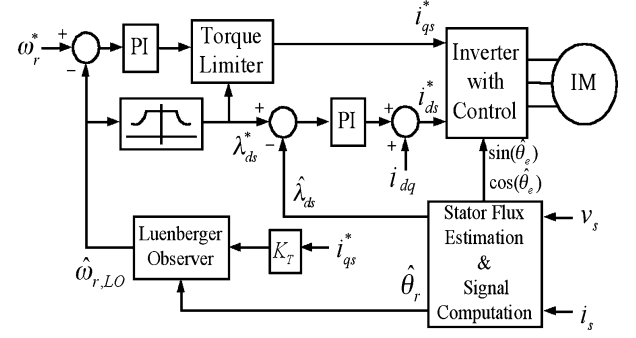 ω*r
+
−
PI
Torque
Limiter
i*qs
Inverter
with
Control
IM
λ*ds
+
−
PI
+
+
i*ds
idq
sin(θ̂e)
cos(θ̂e)
λ̂ds
Luenberger
Observer
KT
i*qs
ω̂r,LO
θ̂r
Stator Flux
Estimation
&
Signal
Computation
vs
is